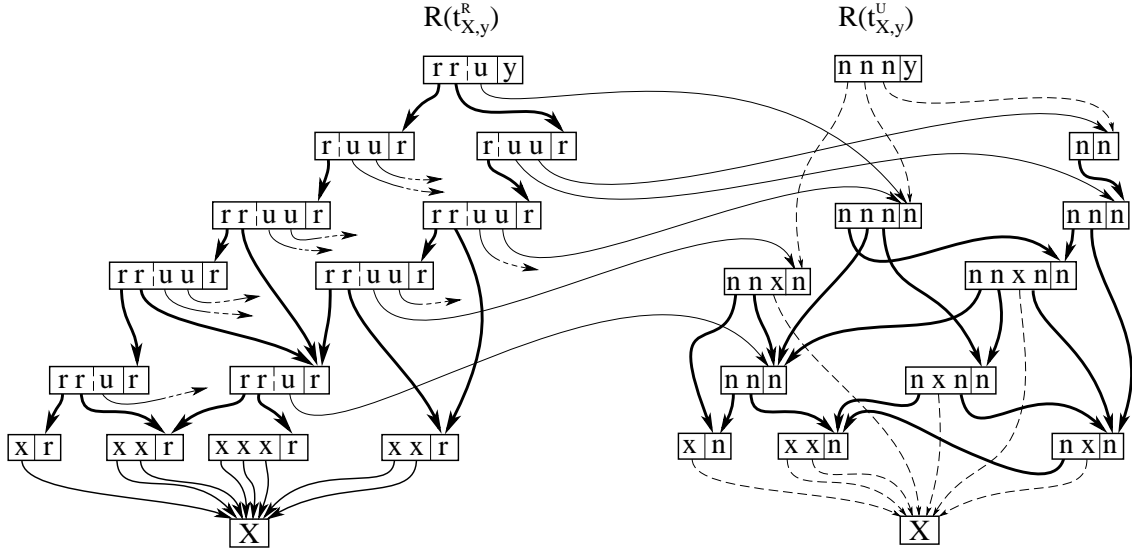 R(t^R_{X,y}) R(t^U_{X,y})
r r u y n n n y
r u u r r u u r n n
r r u u r r r u u r n n n n n n n
r r u u r r r u u r n n x n n n x n n
r r u r r r u r n n n n x n n
x r x x r x x x r x x r x n x x n n x n
X X